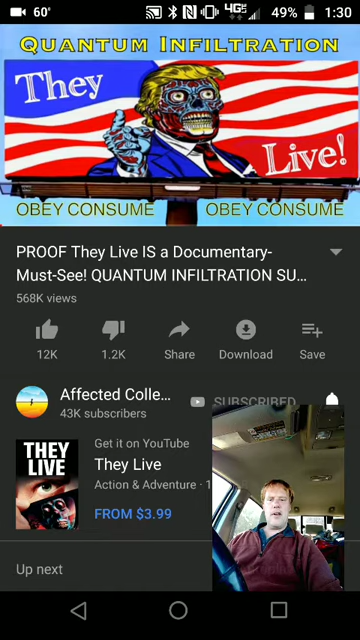 60°
4G
49%
1:30
QUANTUM INFILTRATION
They
Live!
OBEY CONSUME
OBEY CONSUME
PROOF They Live IS a Documentary-
Must-See! QUANTUM INFILTRATION SU...
568K views
12K
1.2K
Share
Download
Save
Affected Colle...
43K subscribers
SUBSCRIBED
THEY
LIVE
Get it on YouTube
They Live
Action & Adventure · 1
FROM $3.99
Up next